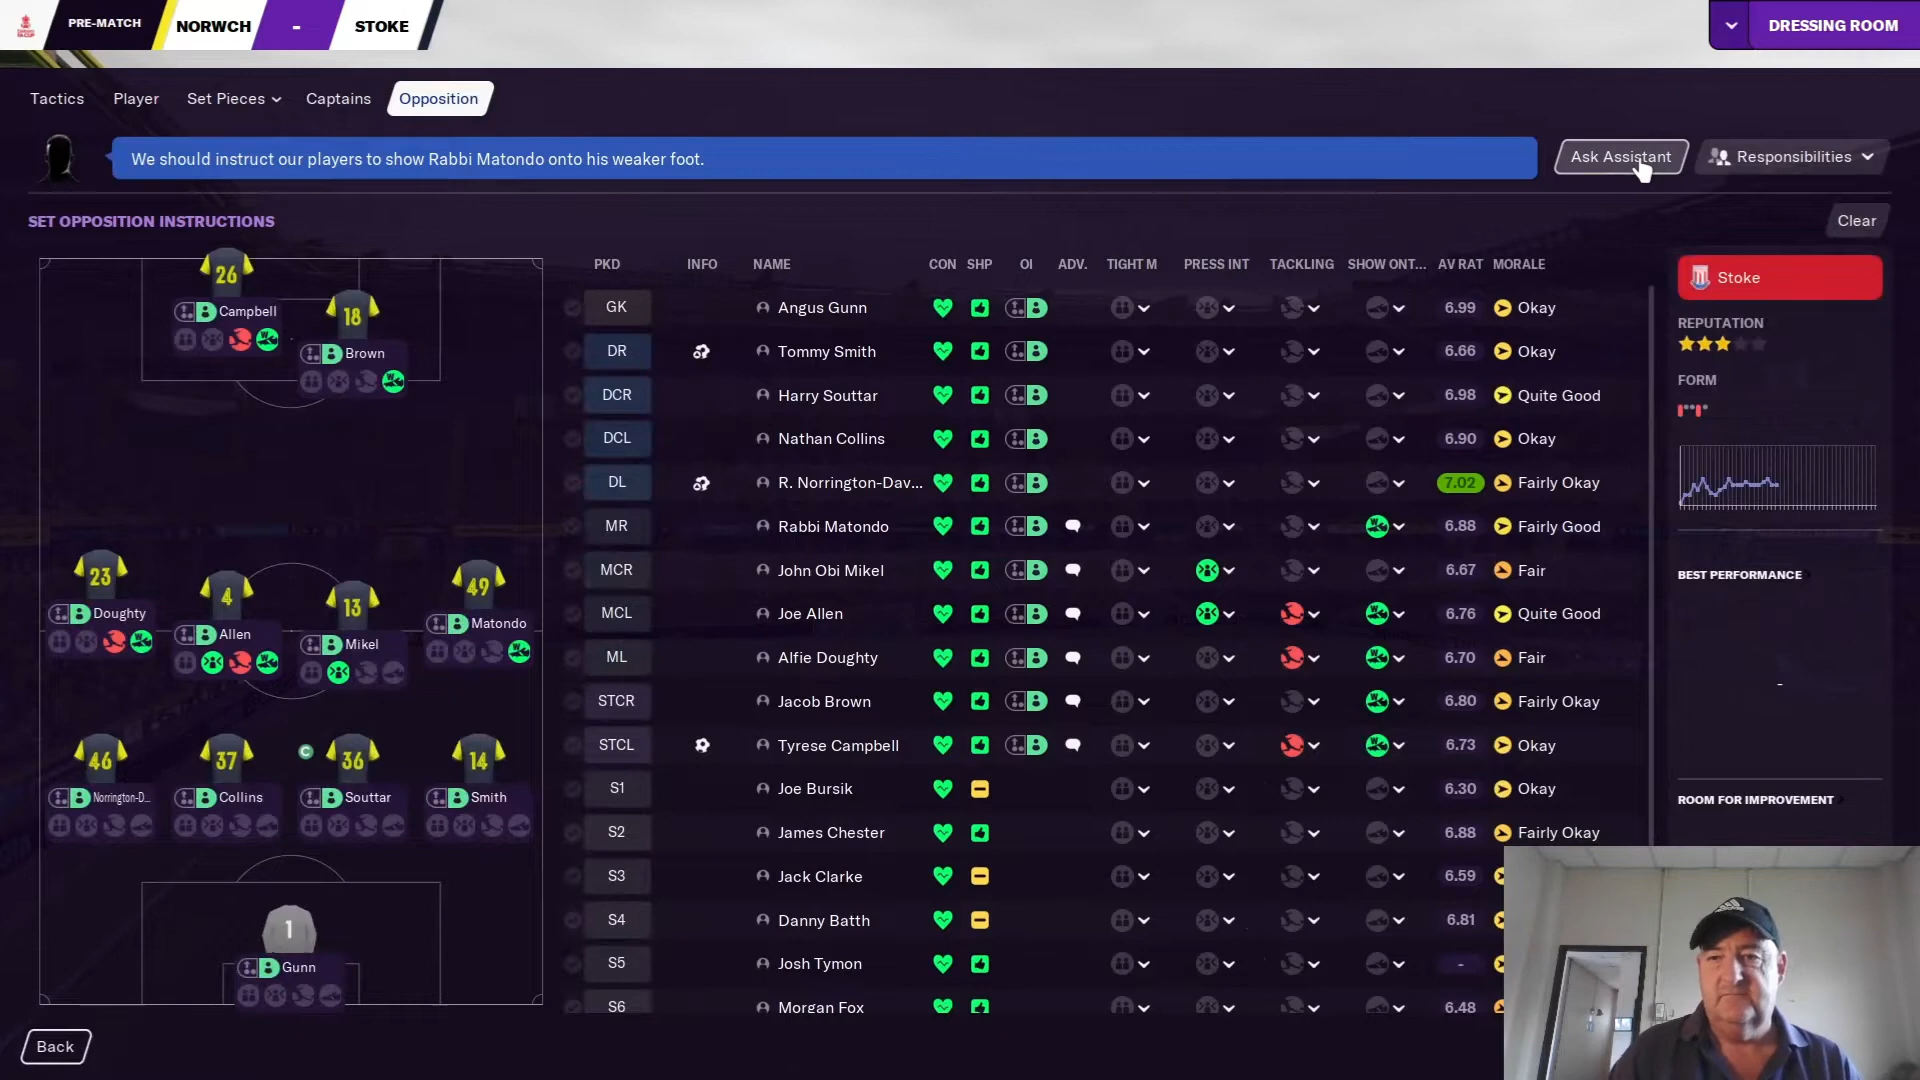 PRE-MATCH NORWCH - STOKE DRESSING ROOM
Tactics Player Set Pieces Captains Opposition
We should instruct our players to show Rabbi Matondo onto his weaker foot. Ask Assistant Responsibilities
SET OPPOSITION INSTRUCTIONS Clear
26
Campbell
18
Brown
23
Doughty
4
Allen
13
Mikel
49
Matondo
46
Norrington-D...
37
Collins
C
36
Souttar
14
Smith
1
Gunn
PKD INFO NAME CON SHP OI ADV. TIGHT M PRESS INT TACKLING SHOW ONT... AV RAT MORALE
GK Angus Gunn 6.99 Okay
DR Tommy Smith 6.66 Okay
DCR Harry Souttar 6.98 Quite Good
DCL Nathan Collins 6.90 Okay
DL R. Norrington-Dav... 7.02 Fairly Okay
MR Rabbi Matondo 6.88 Fairly Good
MCR John Obi Mikel 6.67 Fair
MCL Joe Allen 6.76 Quite Good
ML Alfie Doughty 6.70 Fair
STCR Jacob Brown 6.80 Fairly Okay
STCL Tyrese Campbell 6.73 Okay
S1 Joe Bursik 6.30 Okay
S2 James Chester 6.88 Fairly Okay
S3 Jack Clarke 6.59
S4 Danny Batth 6.81
S5 Josh Tymon -
S6 Morgan Fox 6.48
Stoke
REPUTATION
FORM
BEST PERFORMANCE
-
ROOM FOR IMPROVEMENT
Back